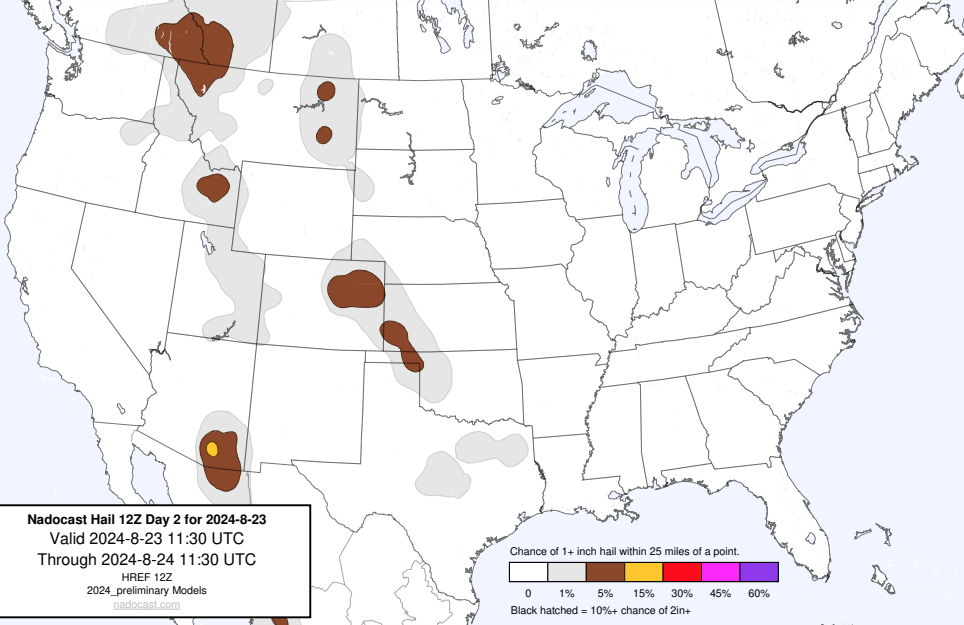 Nadocast Hail 12Z Day 2 for 2024-8-23
Valid 2024-8-23 11:30 UTC
Through 2024-8-24 11:30 UTC
HREF 12Z
2024_preliminary Models
nadocast.com
Chance of 1+ inch hail within 25 miles of a point.
0 1% 5% 15% 30% 45% 60%
Black hatched = 10%+ chance of 2in+